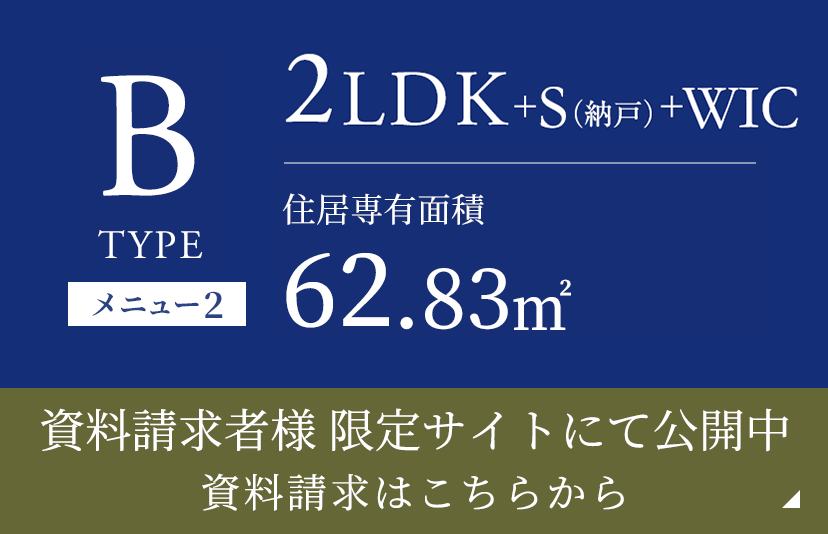 B
TYPE
メニュー2
2LDK+S(納戸)+WIC
住居専有面積
62.83㎡
資料請求者様 限定サイトにて公開中
資料請求はこちらから